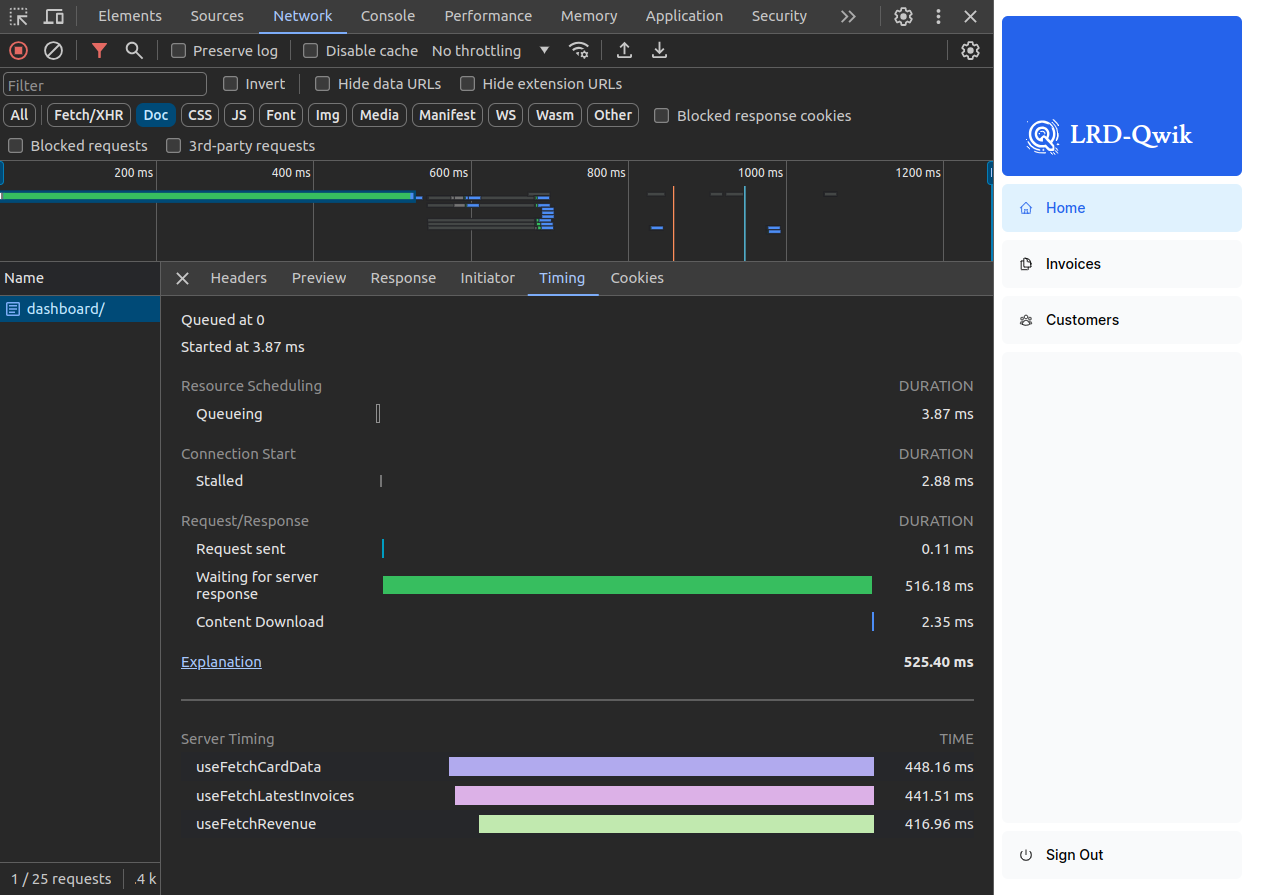 Elements Sources Network Console Performance Memory Application Security
Preserve log Disable cache No throttling
Filter Invert Hide data URLs Hide extension URLs
All Fetch/XHR Doc CSS JS Font Img Media Manifest WS Wasm Other Blocked response cookies
Blocked requests 3rd-party requests
200 ms 400 ms 600 ms 800 ms 1000 ms 1200 ms
Name
dashboard/
Headers Preview Response Initiator Timing Cookies
Queued at 0
Started at 3.87 ms
Resource Scheduling DURATION
Queueing 3.87 ms
Connection Start DURATION
Stalled 2.88 ms
Request/Response DURATION
Request sent 0.11 ms
Waiting for server
response 516.18 ms
Content Download 2.35 ms
Explanation 525.40 ms
Server Timing TIME
useFetchCardData 448.16 ms
useFetchLatestInvoices 441.51 ms
useFetchRevenue 416.96 ms
1 / 25 requests .4 k
LRD-Qwik
Home
Invoices
Customers
Sign Out